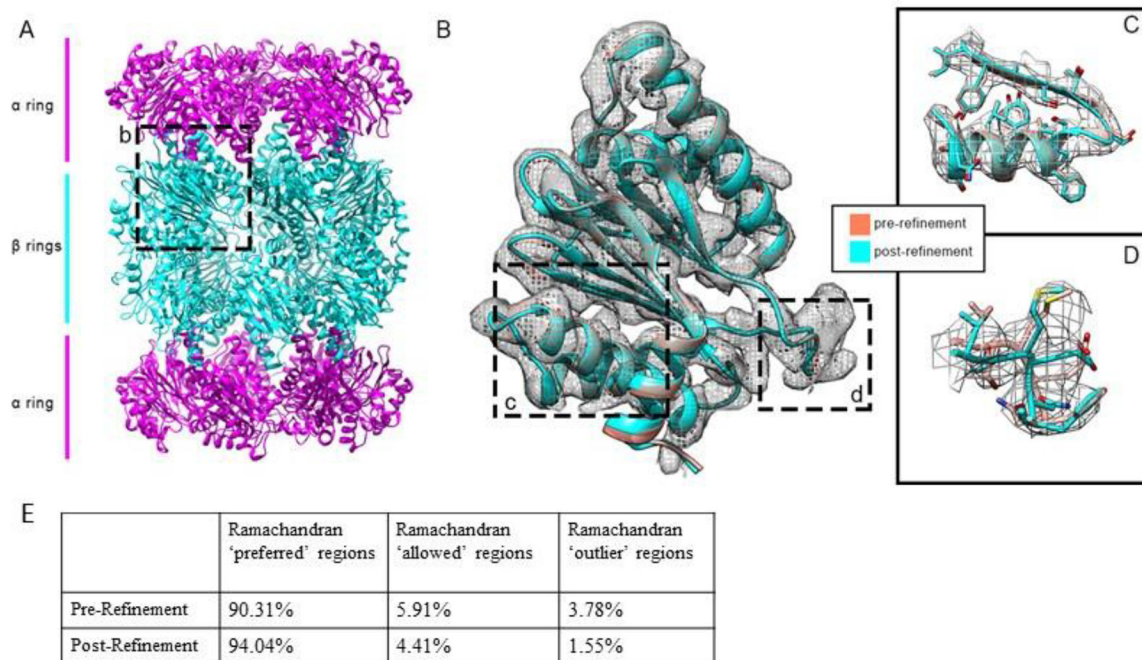 A
B
C
α ring
b
β rings
pre-refinement
post-refinement
D
c
d
α ring
E
Ramachandran 'preferred' regions
Ramachandran 'allowed' regions
Ramachandran 'outlier' regions
Pre-Refinement 90.31% 5.91% 3.78%
Post-Refinement 94.04% 4.41% 1.55%